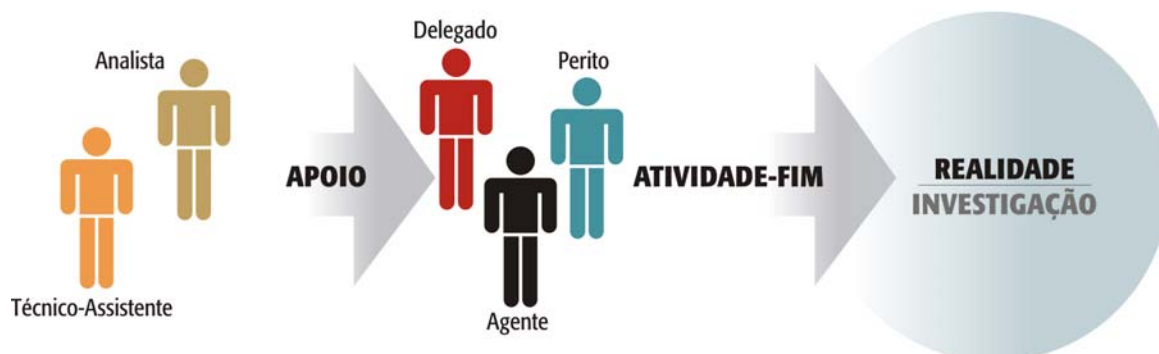 Analista
Técnico-Assistente
APOIO
Delegado
Perito
Agente
ATIVIDADE-FIM
REALIDADE
INVESTIGAÇÃO